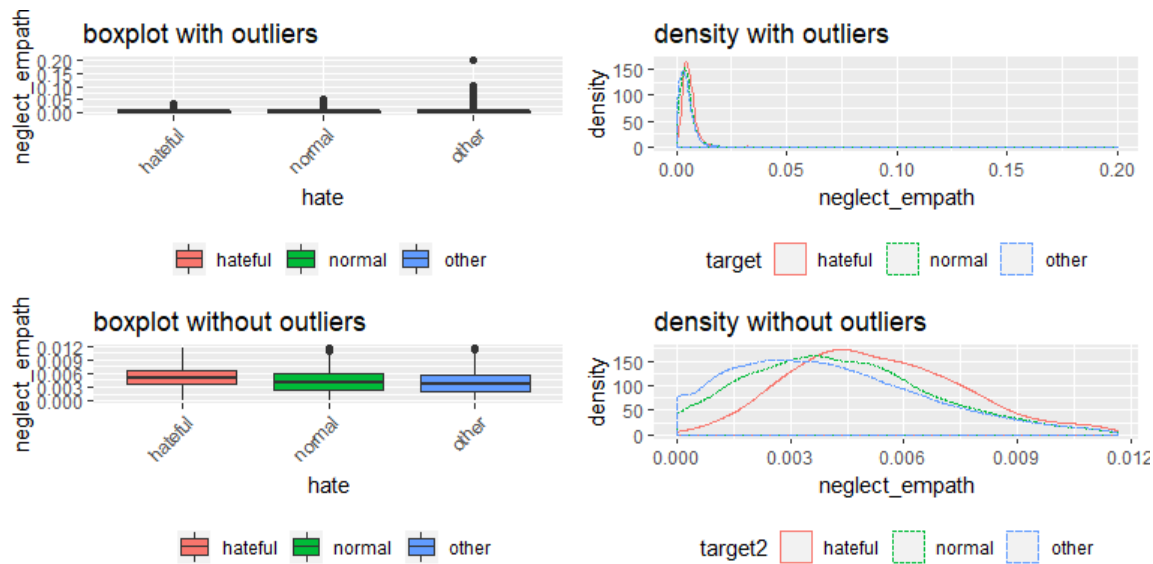 boxplot with outliers
neglect_empath
0.20
0.15
0.10
0.05
0.00
hateful
normal
other
hate
hateful normal other
density with outliers
density
150
100
50
0
0.00 0.05 0.10 0.15 0.20
neglect_empath
target hateful normal other
boxplot without outliers
neglect_empath
0.012
0.009
0.006
0.003
0.000
hateful
normal
other
hate
hateful normal other
density without outliers
density
150
100
50
0
0.000 0.003 0.006 0.009 0.012
neglect_empath
target2 hateful normal other